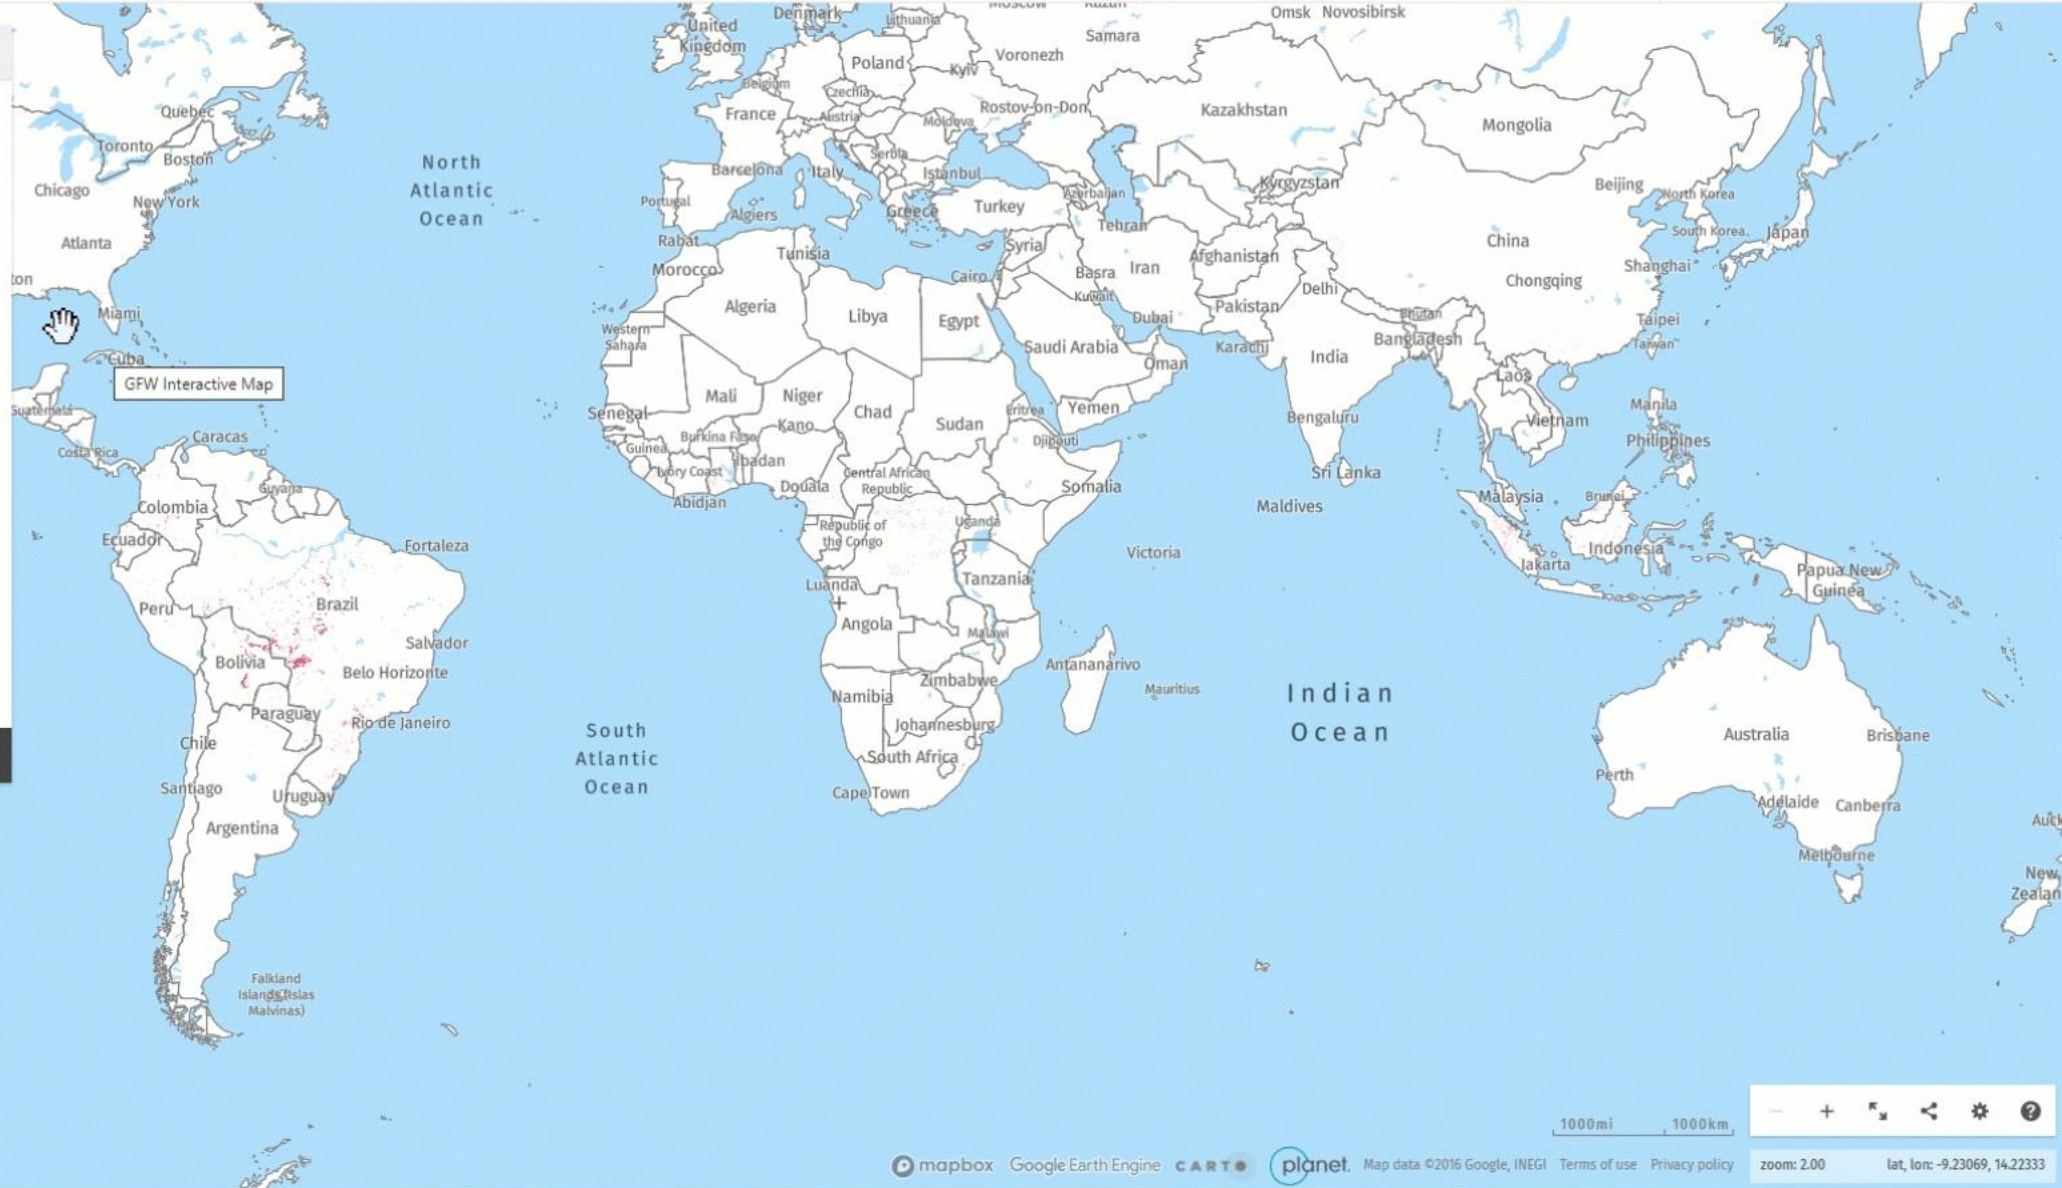 Denmark
Lithuania
Moscow
Kazan
Omsk
Novosibirsk
United
Kingdom
Poland
Kyiv
Voronezh
Samara
Belgium
Czechia
France
Austria
Moldova
Rostov-on-Don
Kazakhstan
Mongolia
Quebec
Toronto
Boston
Chicago
New York
Atlanta
ton
Miami
Cuba
GFW Interactive Map
Guatemala
Costa Rica
Caracas
North
Atlantic
Ocean
Serbia
Barcelona
Italy
Istanbul
Portugal
Algiers
Greece
Turkey
Azerbaijan
Kyrgyzstan
Beijing
North Korea
Rabat
Tunisia
Syria
Tehran
South Korea
Japan
Morocco
Cairo
Basra
Iran
Afghanistan
China
Shanghai
Chongqing
Algeria
Libya
Egypt
Kuwait
Pakistan
Delhi
Bhutan
Taipei
Western
Sahara
Dubai
Saudi Arabia
Oman
Karachi
India
Bangladesh
Taiwan
Laos
Mali
Niger
Chad
Sudan
Eritrea
Yemen
Senegal
Kano
Bengaluru
Vietnam
Manila
Philippines
Burkina Faso
Guinea
Ivory Coast
Ibadan
Djibouti
Central African
Republic
Douala
Somalia
Sri Lanka
Maldives
Malaysia
Brunei
Abidjan
Guyana
Colombia
Ecuador
Fortaleza
Republic of
the Congo
Uganda
Victoria
Indonesia
Jakarta
Papua New
Guinea
Luanda
Tanzania
Peru
Brazil
Angola
Malawi
Salvador
Bolivia
Belo Horizonte
Antananarivo
Mauritius
Zimbabwe
Namibia
Indian
Ocean
Paraguay
Rio de Janeiro
Johannesburg
South Africa
Cape Town
Chile
South
Atlantic
Ocean
Santiago
Uruguay
Argentina
Australia
Brisbane
Perth
Adelaide
Canberra
Auck
Melbourne
New
Zealan
Falkland
Islands (Islas
Malvinas)
1000mi
1000km
mapbox
Google Earth Engine
CARTO
planet.
Map data ©2016 Google, INEGI
Terms of use
Privacy policy
zoom: 2.00
lat, lon: -9.23069, 14.22333